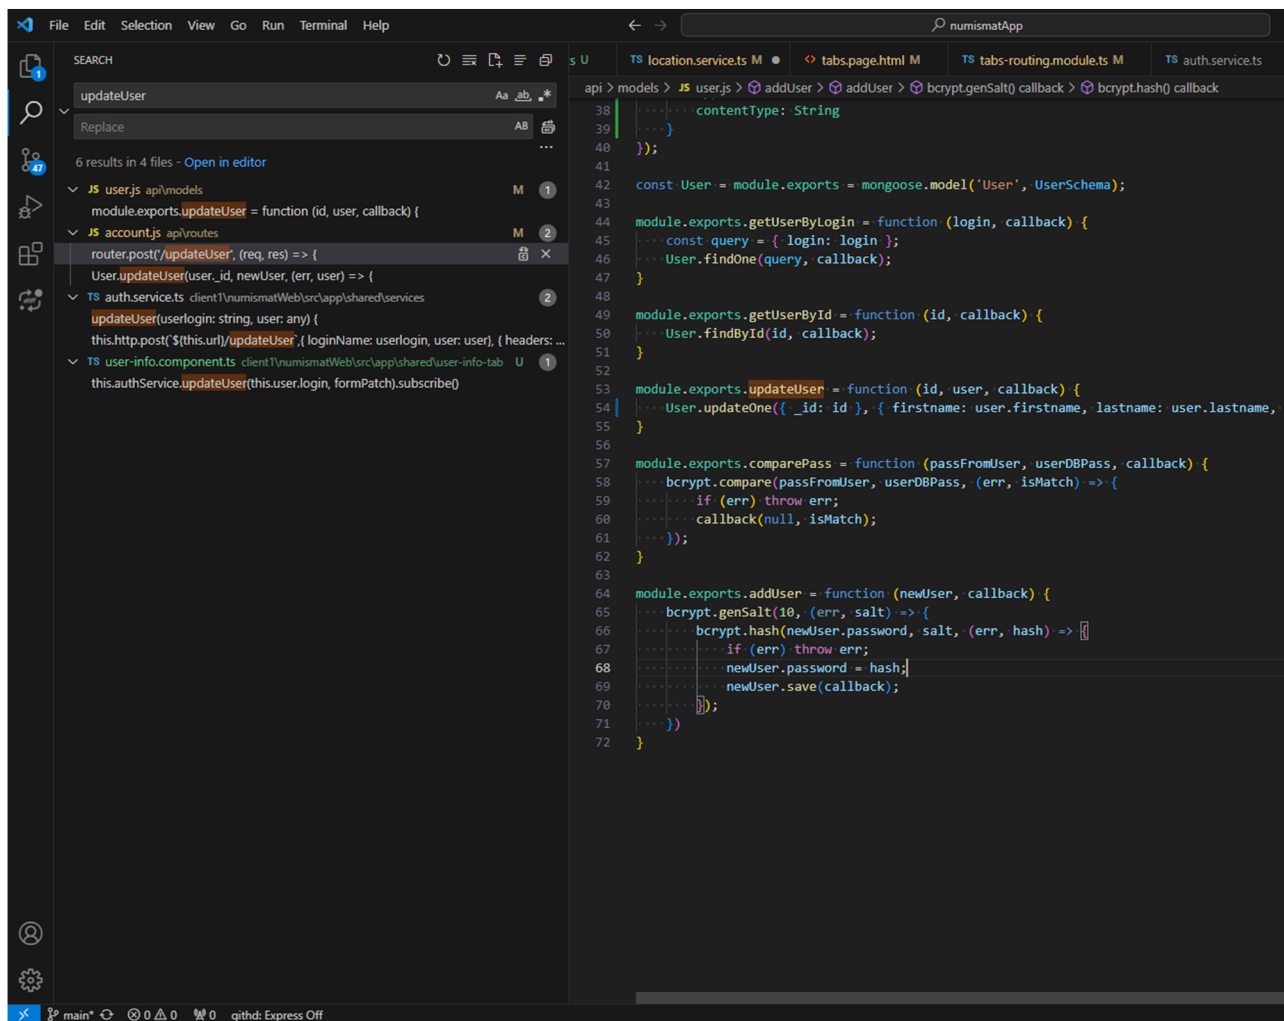 File Edit Selection View Go Run Terminal Help
numismatApp
SEARCH
updateUser
Aa ab .*
Replace
AB
6 results in 4 files - Open in editor
JS user.js api\models M 1
module.exports.updateUser = function (id, user, callback) {
JS account.js api\routes M 2
router.post('/updateUser', (req, res) => {
User.updateUser(user._id, newUser, (err, user) => {
TS auth.service.ts client1\numismatWeb\src\app\shared\services 2
updateUser(userlogin: string, user: any) {
this.http.post(`${this.url}/updateUser`,{ loginName: userlogin, user: user}, { headers: ...
TS user-info.component.ts client1\numismatWeb\src\app\shared\user-info-tab U 1
this.authService.updateUser(this.user.login, formPatch).subscribe()
1
47
s U TS location.service.ts M tabs.page.html M TS tabs-routing.module.ts M TS auth.service.ts
api > models > JS user.js > addUser > addUser > bcrypt.genSalt() callback > bcrypt.hash() callback
38 contentType: String
39 }
40 });
41
42 const User = module.exports = mongoose.model('User', UserSchema);
43
44 module.exports.getUserByLogin = function (login, callback) {
45 const query = { login: login };
46 User.findOne(query, callback);
47 }
48
49 module.exports.getUserById = function (id, callback) {
50 User.findById(id, callback);
51 }
52
53 module.exports.updateUser = function (id, user, callback) {
54 User.updateOne({ _id: id }, { firstname: user.firstname, lastname: user.lastname,
55 }
56
57 module.exports.comparePass = function (passFromUser, userDBPass, callback) {
58 bcrypt.compare(passFromUser, userDBPass, (err, isMatch) => {
59 if (err) throw err;
60 callback(null, isMatch);
61 });
62 }
63
64 module.exports.addUser = function (newUser, callback) {
65 bcrypt.genSalt(10, (err, salt) => {
66 bcrypt.hash(newUser.password, salt, (err, hash) => {
67 if (err) throw err;
68 newUser.password = hash;
69 newUser.save(callback);
70 });
71 })
72 }
main* 0 0 0 githd: Express Off